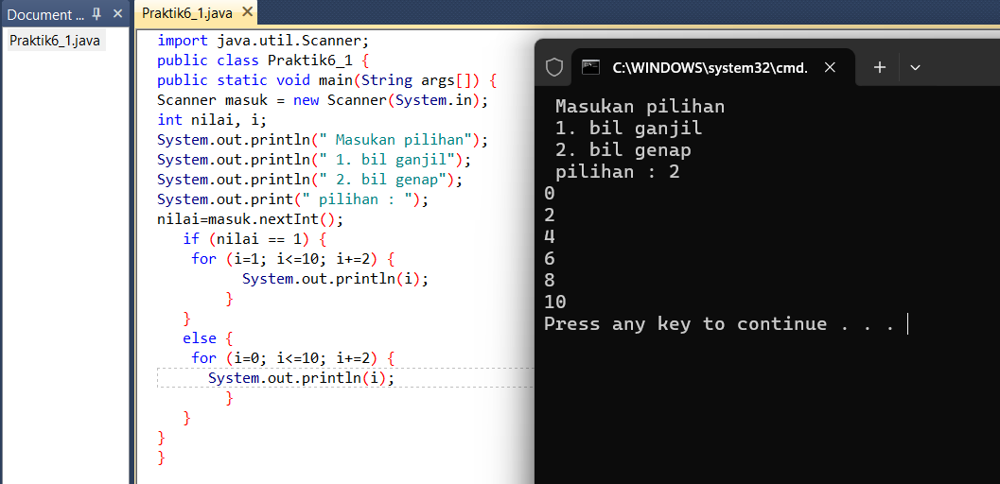 Document ...
Praktik6_1.java
Praktik6_1.java
import java.util.Scanner;
public class Praktik6_1 {
public static void main(String args[]) {
Scanner masuk = new Scanner(System.in);
int nilai, i;
System.out.println(" Masukan pilihan");
System.out.println(" 1. bil ganjil");
System.out.println(" 2. bil genap");
System.out.print(" pilihan : ");
nilai=masuk.nextInt();
if (nilai == 1) {
for (i=1; i<=10; i+=2) {
System.out.println(i);
}
}
else {
for (i=0; i<=10; i+=2) {
System.out.println(i);
}
}
}
}
C:\WINDOWS\system32\cmd.
Masukan pilihan
1. bil ganjil
2. bil genap
pilihan : 2
0
2
4
6
8
10
Press any key to continue . . .